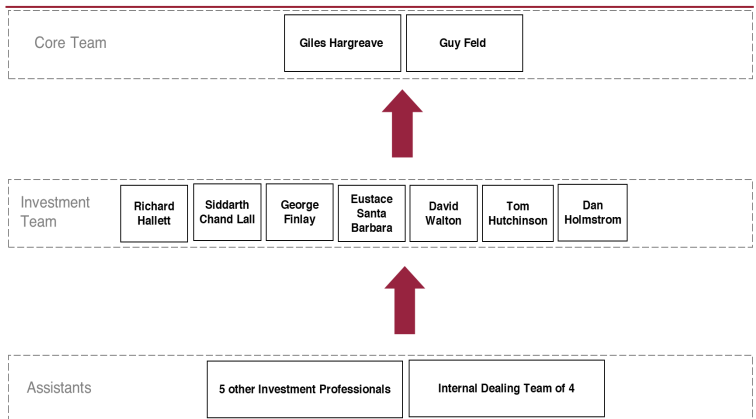 Core Team
Giles Hargreave
Guy Feld
Investment
Team
Richard
Hallett
Siddarth
Chand Lall
George
Finlay
Eustace
Santa
Barbara
David
Walton
Tom
Hutchinson
Dan
Holmstrom
Assistants
5 other Investment Professionals
Internal Dealing Team of 4